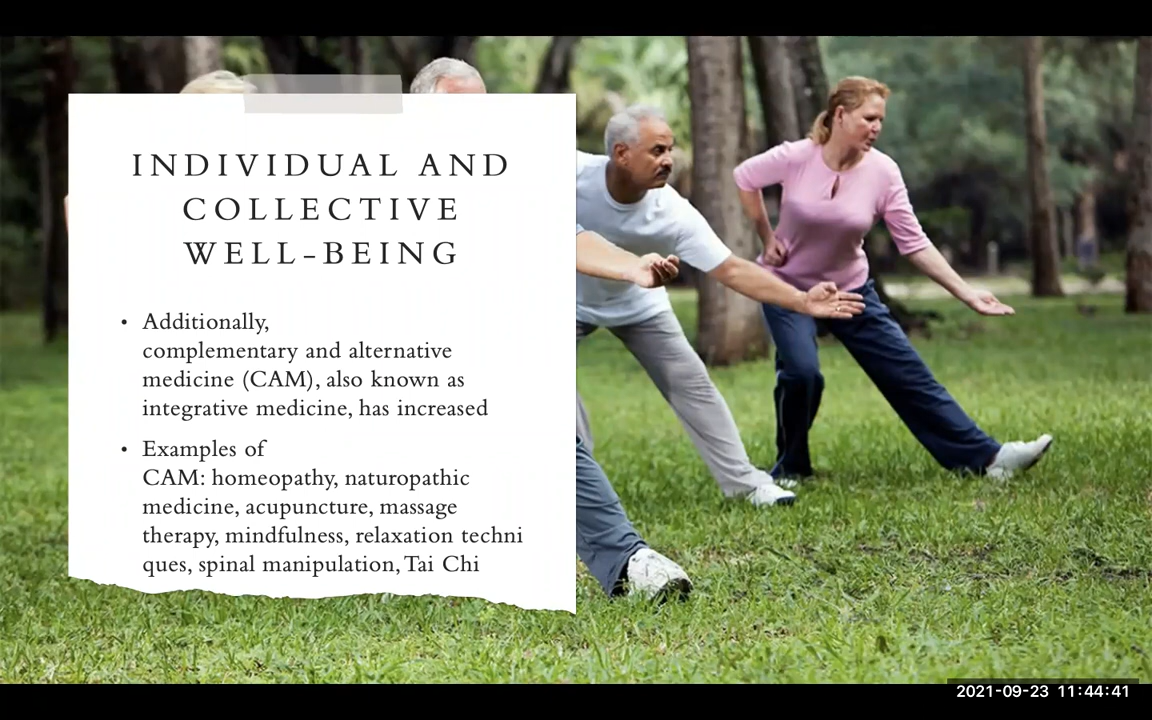 INDIVIDUAL AND
COLLECTIVE
WELL-BEING
• Additionally,
complementary and alternative
medicine (CAM), also known as
integrative medicine, has increased
• Examples of
CAM: homeopathy, naturopathic
medicine, acupuncture, massage
therapy, mindfulness, relaxation techni
ques, spinal manipulation, Tai Chi
2021-09-23 11:44:41